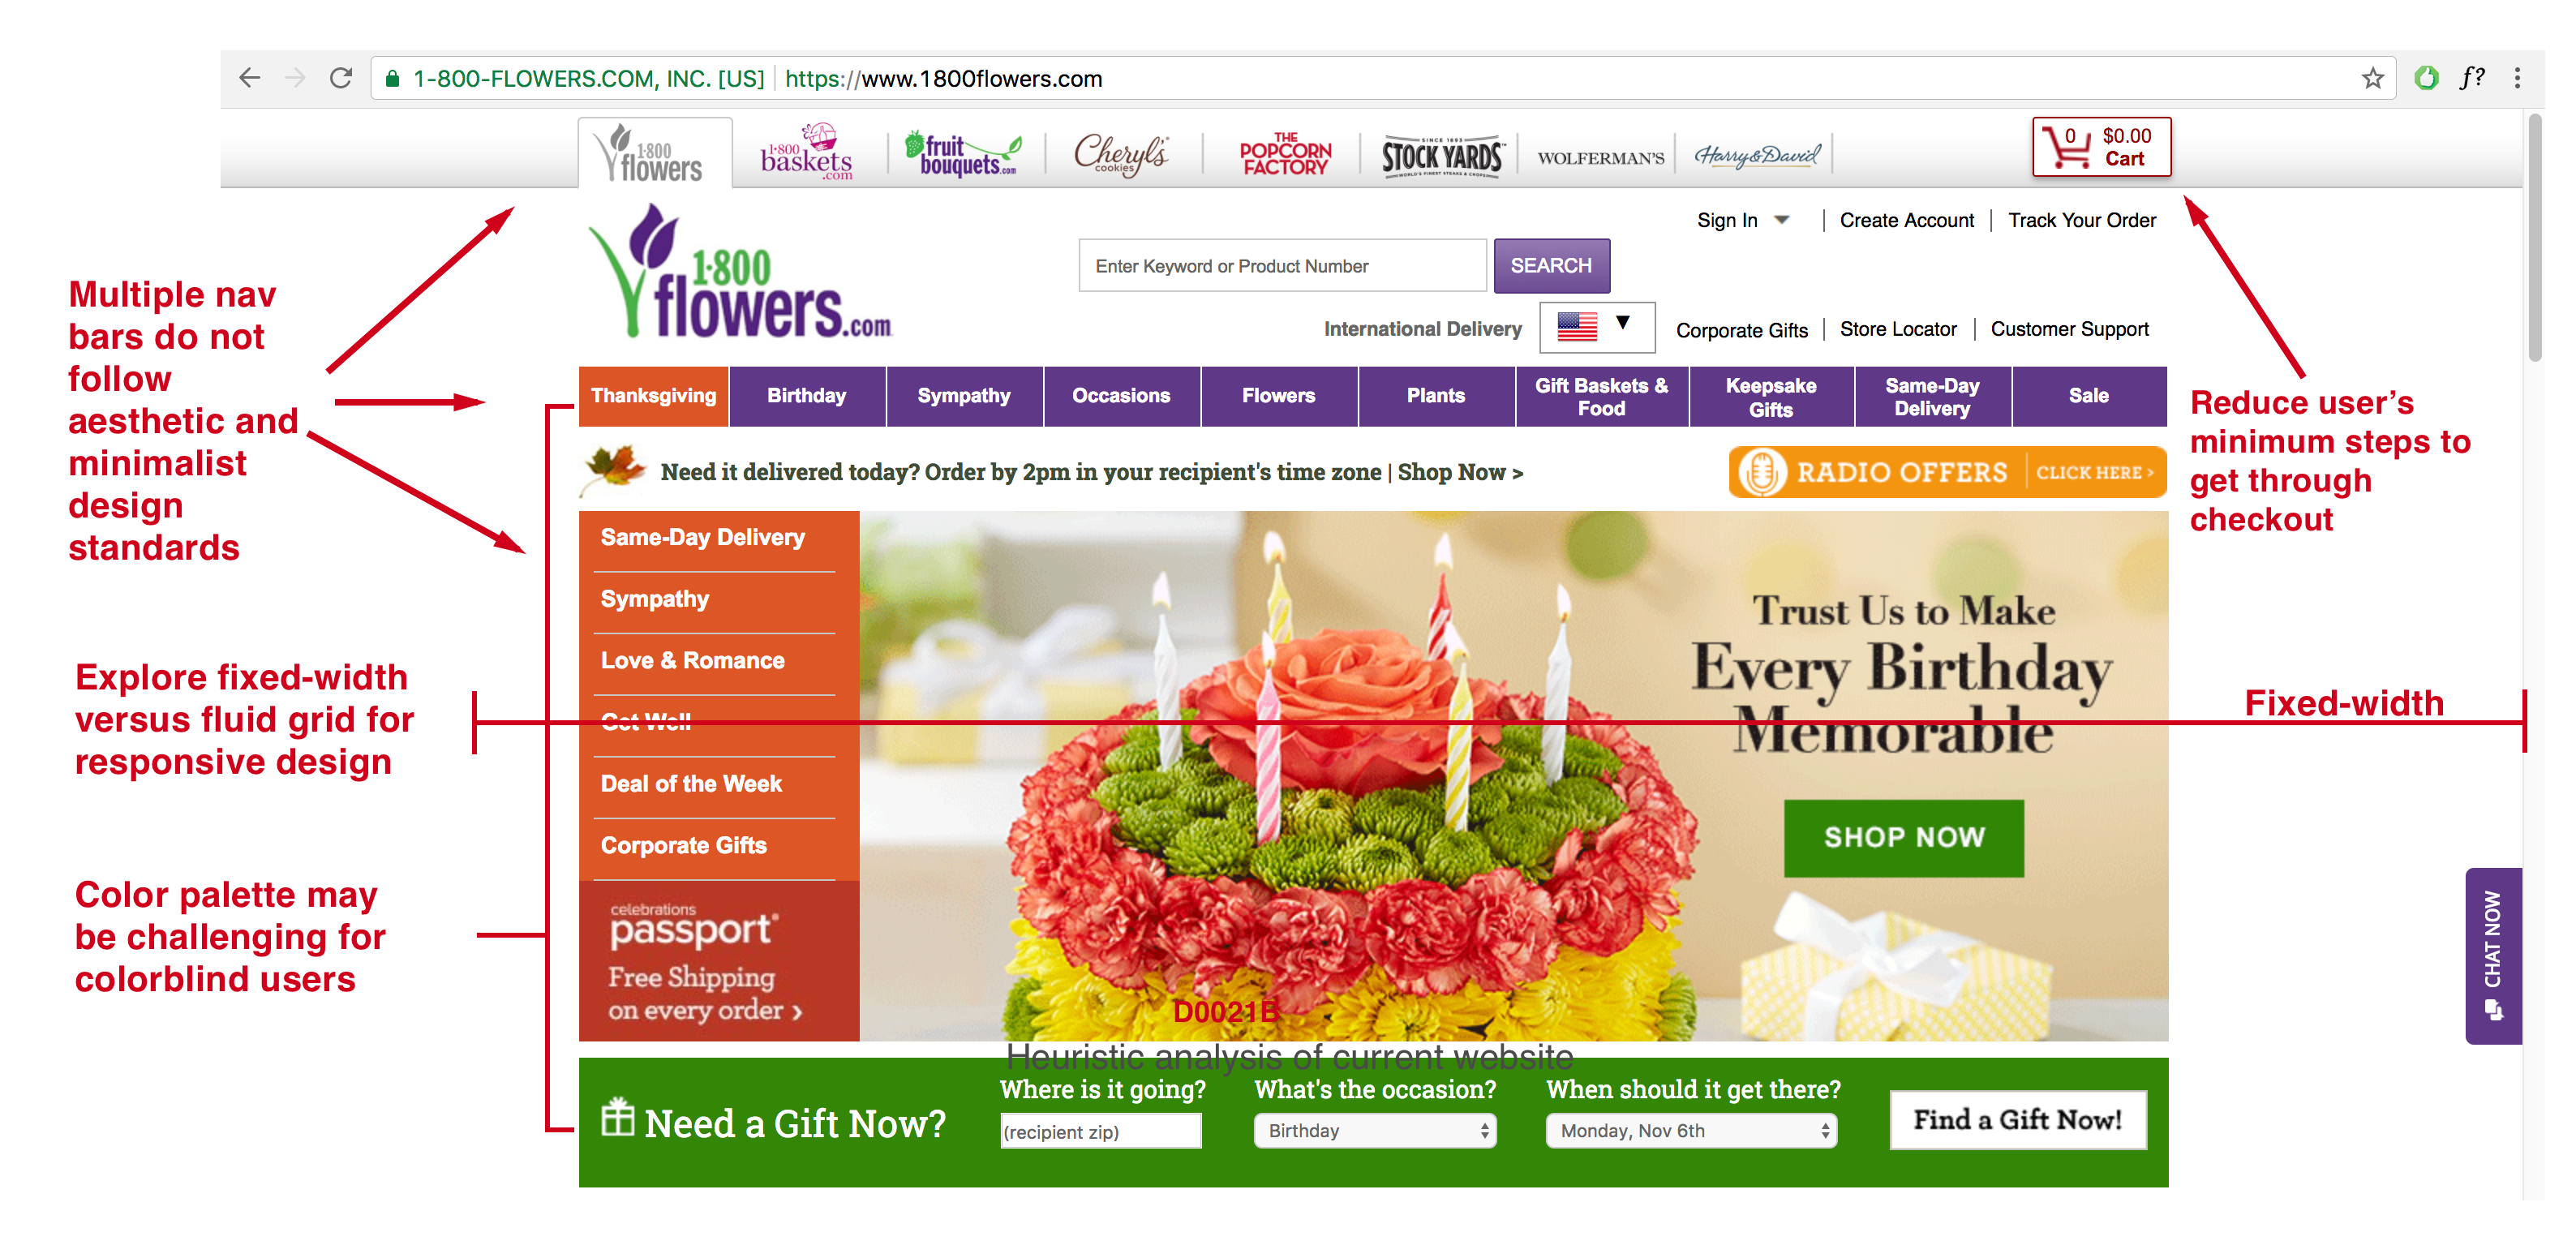 1-800-FLOWERS.COM, INC. [US] https://www.1800flowers.com f?
1·800 flowers
1·800 baskets .com
fruit bouquets.com
Cheryl's cookies
THE POPCORN FACTORY
SINCE 1893 STOCK YARDS™ WORLD'S FINEST STEAKS & CHOPS
WOLFERMAN'S
Harry & David
0 $0.00
Cart
Sign In Create Account Track Your Order
1·800
flowers.com
Enter Keyword or Product Number SEARCH
International Delivery Corporate Gifts Store Locator Customer Support
Thanksgiving Birthday Sympathy Occasions Flowers Plants Gift Baskets & Food Keepsake Gifts Same-Day Delivery Sale
Need it delivered today? Order by 2pm in your recipient's time zone | Shop Now >
RADIO OFFERS CLICK HERE >
Same-Day Delivery
Sympathy
Love & Romance
Get Well
Deal of the Week
Corporate Gifts
celebrations
passport®
Free Shipping
on every order >
Trust Us to Make
Every Birthday
Memorable
SHOP NOW
CHAT NOW
Need a Gift Now?
Where is it going?
(recipient zip)
What's the occasion?
Birthday
When should it get there?
Monday, Nov 6th
Find a Gift Now!
Multiple nav
bars do not
follow
aesthetic and
minimalist
design
standards
Explore fixed-width
versus fluid grid for
responsive design
Color palette may
be challenging for
colorblind users
Reduce user's
minimum steps to
get through
checkout
Fixed-width
D0021B
Heuristic analysis of current website